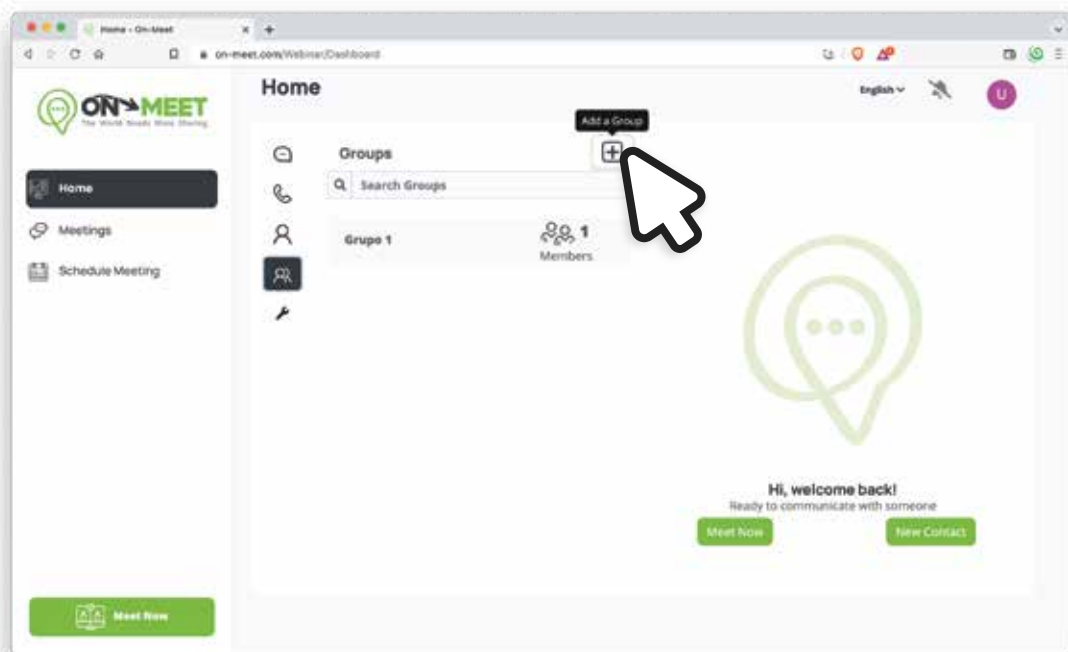 Home - On-Meet
on-meet.com/Webinar/Dashboard
ON MEET
The World Needs More Sharing
Home
English
U
Add a Group
Home
Meetings
Schedule Meeting
Groups
Search Groups
Grupo 1
1
Members
Hi, welcome back!
Ready to communicate with someone
Meet Now
New Contact
Meet Now